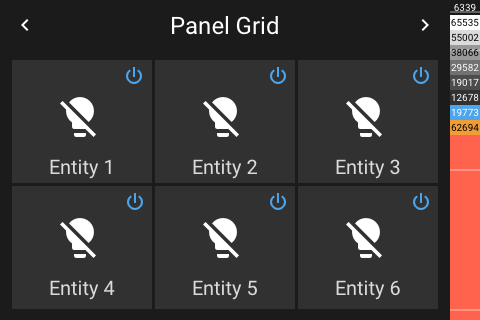 Panel Grid
Entity 1
Entity 2
Entity 3
Entity 4
Entity 5
Entity 6
6339
65535
55002
38066
29582
19017
12678
19773
62694